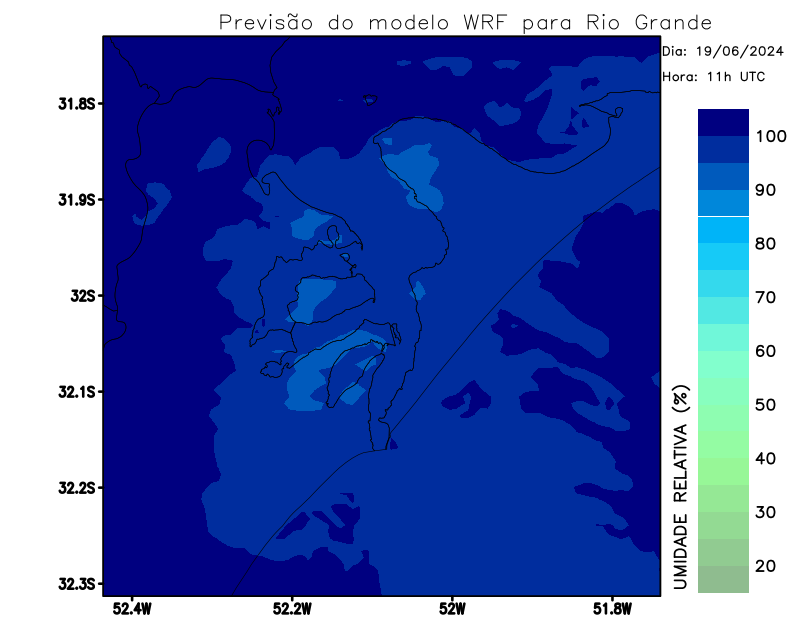 Previsão do modelo WRF para Rio Grande
Dia: 19/06/2024
Hora: 11h UTC
31.8S
31.9S
32S
32.1S
32.2S
32.3S
52.4W
52.2W
52W
51.8W
100
90
80
70
60
50
40
30
20
UMIDADE RELATIVA (%)